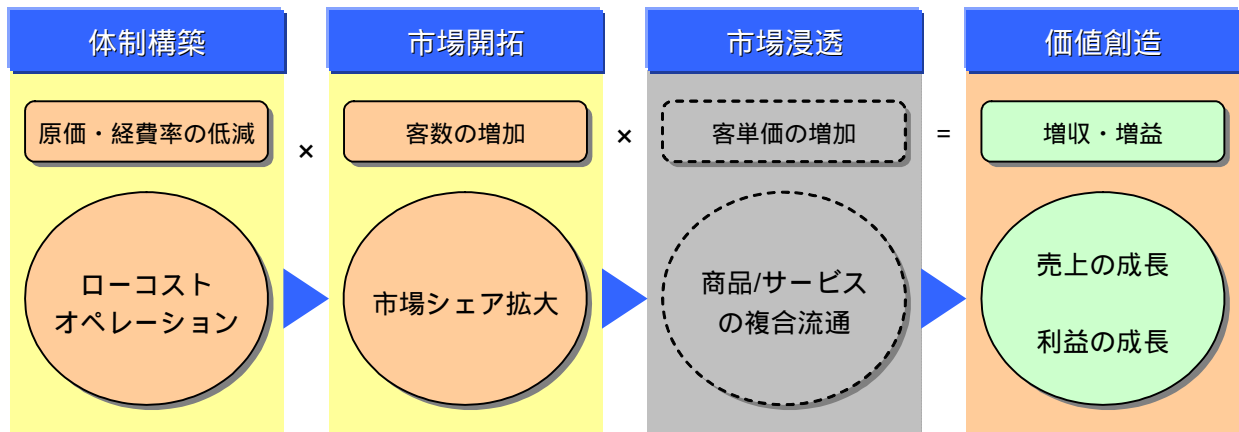 体制構築
市場開拓
市場浸透
価値創造
原価・経費率の低減
×
客数の増加
×
客単価の増加
=
増収・増益
ローコスト
オペレーション
市場シェア拡大
商品/サービス
の複合流通
売上の成長
利益の成長